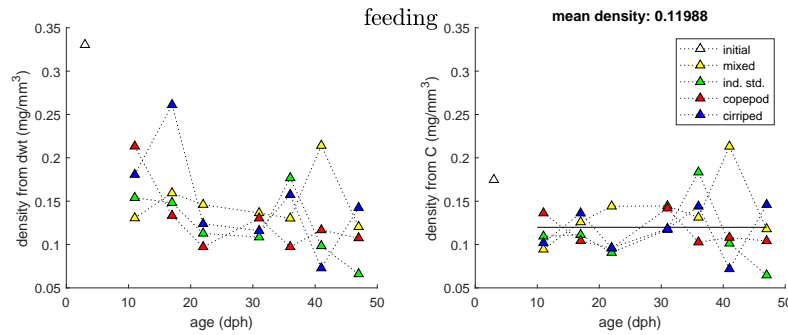 feeding
mean density: 0.11988
0.35
0.3
0.25
0.2
0.15
0.1
0.05
0
10
20
30
40
50
age (dph)
density from dwt (mg/mm³)
0.35
0.3
0.25
0.2
0.15
0.1
0.05
0
10
20
30
40
50
age (dph)
density from C (mg/mm³)
initial
mixed
ind. std.
copepod
cirriped